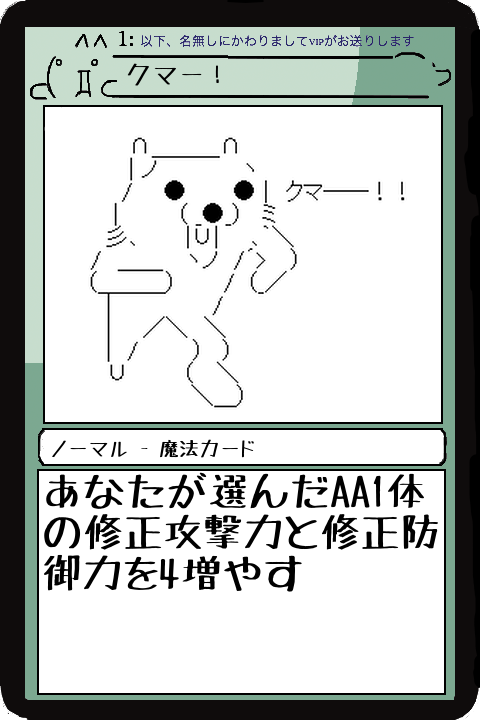 1: 以下、名無しにかわりましてVIPがお送りします
クマー！
クマ――！！
ノーマル - 魔法カード
あなたが選んだAA1体
の修正攻撃力と修正防
御力を4増やす